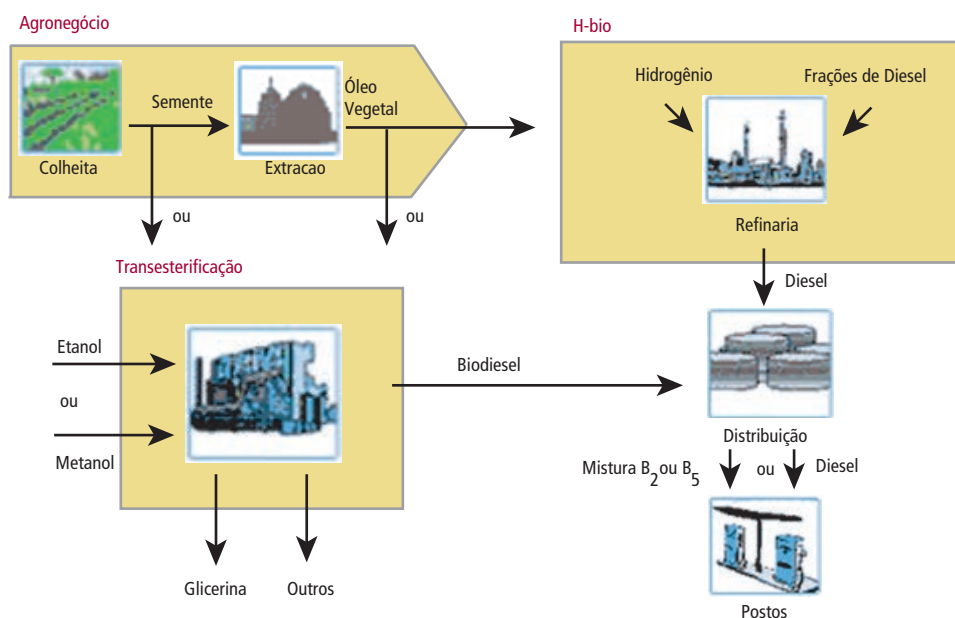 Agronegócio
H-bio
Semente
Óleo
Vegetal
Colheita
Extracao
ou
ou
Hidrogênio
Frações de Diesel
Refinaria
Diesel
Transesterificação
Etanol
ou
Metanol
Biodiesel
Glicerina
Outros
Distribuição
Mistura B2 ou B5
ou
Diesel
Postos